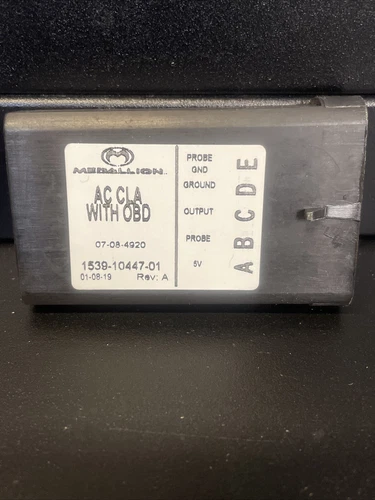 MEDALLION
AC CLA
WITH OBD
07-08-4920
1539-10447-01
01-08-19 Rev: A
PROBE
GND
GROUND
OUTPUT
PROBE
5V
A B C D E